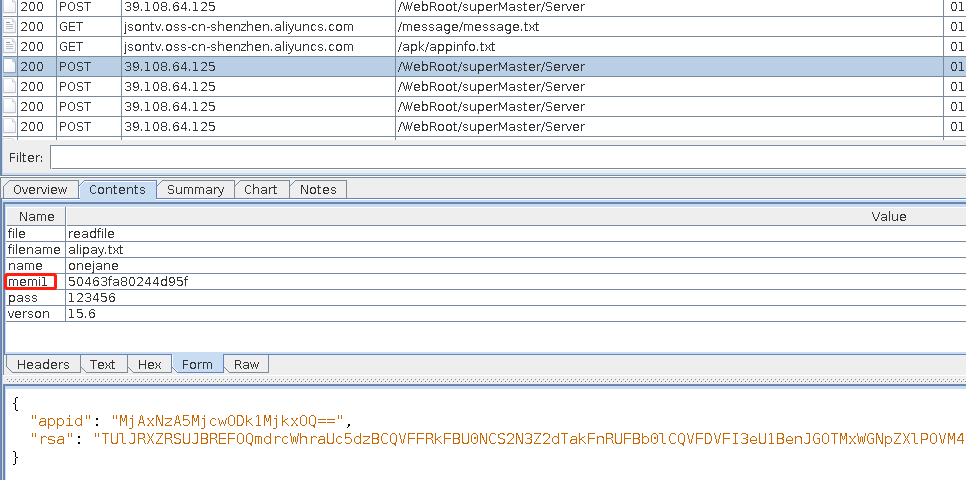 200 POST 39.108.64.125 /WebRoot/superMaster/Server 01
200 GET jsontv.oss-cn-shenzhen.aliyuncs.com /message/message.txt 01
200 GET jsontv.oss-cn-shenzhen.aliyuncs.com /apk/appinfo.txt 01
200 POST 39.108.64.125 /WebRoot/superMaster/Server 01
200 POST 39.108.64.125 /WebRoot/superMaster/Server 01
200 POST 39.108.64.125 /WebRoot/superMaster/Server 01
200 POST 39.108.64.125 /WebRoot/superMaster/Server 01
Filter:
Overview Contents Summary Chart Notes
Name Value
file readfile
filename alipay.txt
name onejane
memi1 50463fa80244d95f
pass 123456
verson 15.6
Headers Text Hex Form Raw
{
"appid": "MjAxNzA5MjcwODk1MjkxOQ==",
"rsa": "TUlJRXZRSUJBREFOQmdrcWhraUc5dzBCQVFFRkFBU0NCS2N3Z2dTakFnRUFBb0lCQVFDVFI3eU1BenJGOTMxWGNpZXlPOVM4
}